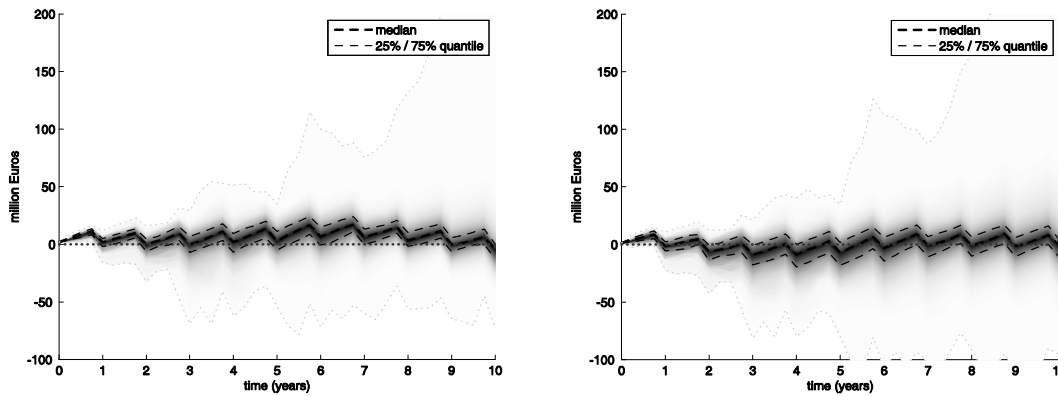 200
150
100
50
0
-50
-100
million Euros
median
25% / 75% quantile
0 1 2 3 4 5 6 7 8 9 10
time (years)
200
150
100
50
0
-50
-100
million Euros
median
25% / 75% quantile
0 1 2 3 4 5 6 7 8 9 1
time (years)